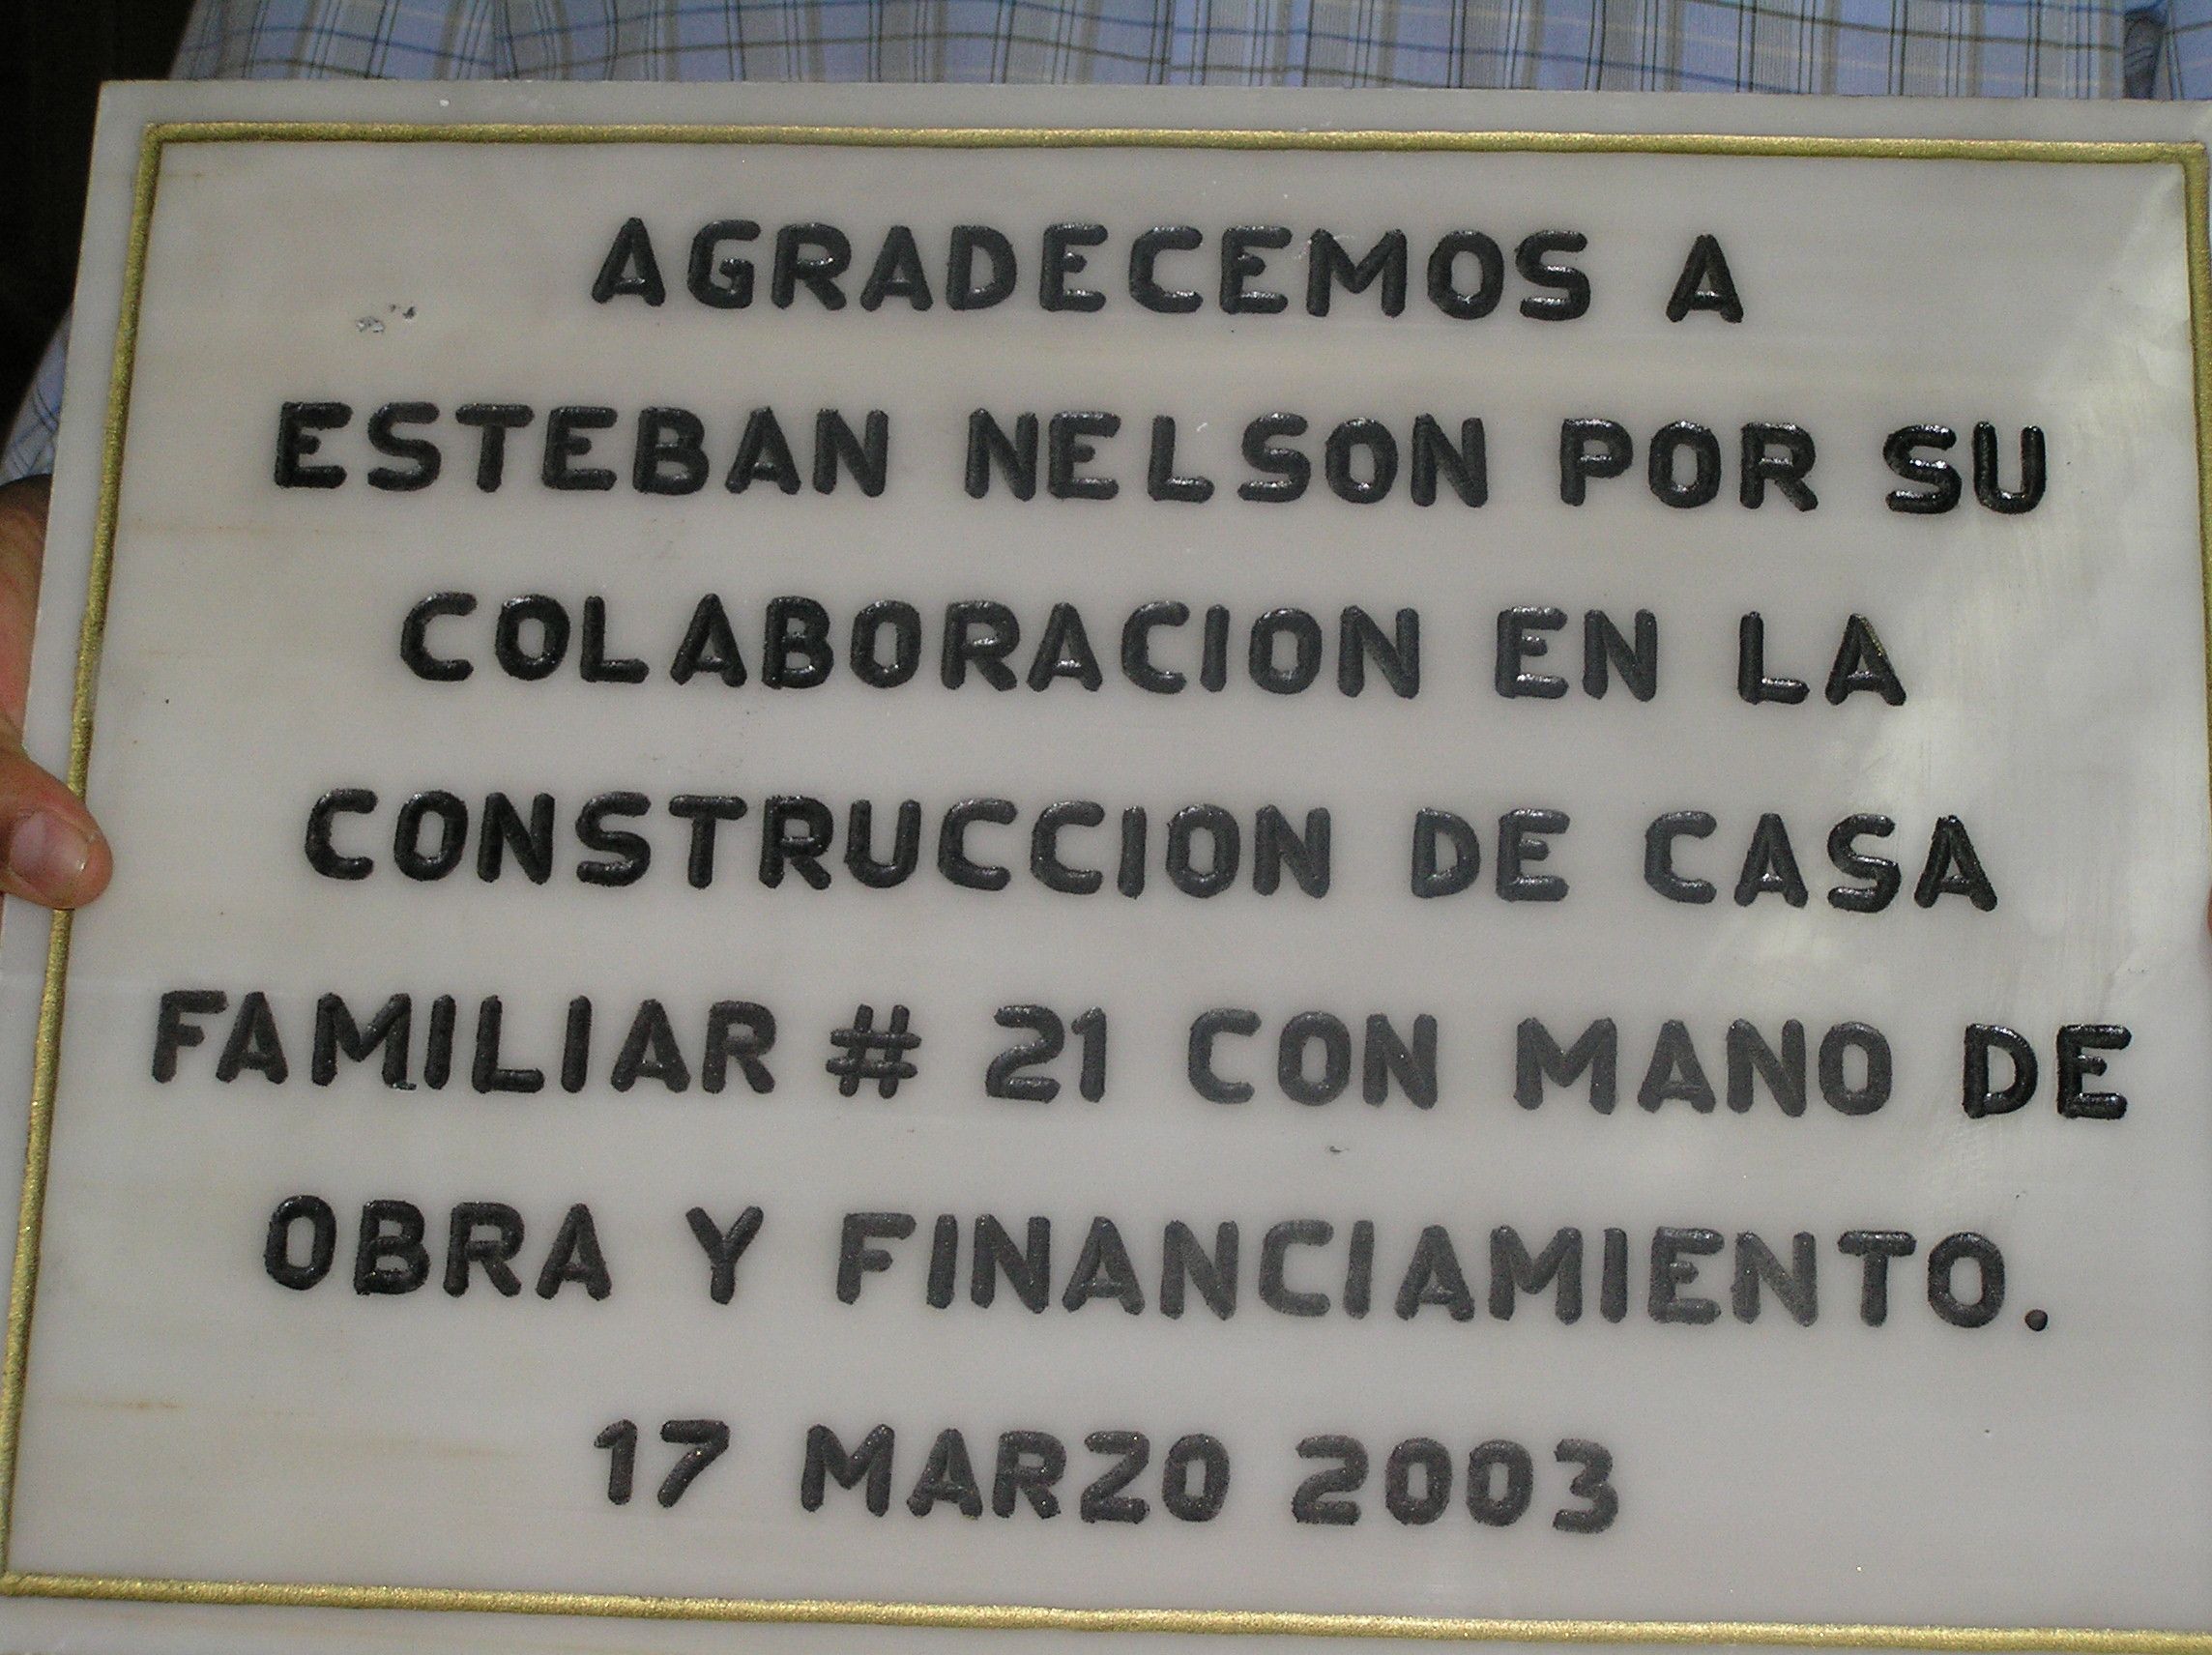 AGRADECEMOS A
ESTEBAN NELSON POR SU
COLABORACION EN LA
CONSTRUCCION DE CASA
FAMILIAR # 21 CON MANO DE
OBRA Y FINANCIAMIENTO.
17 MARZO 2003